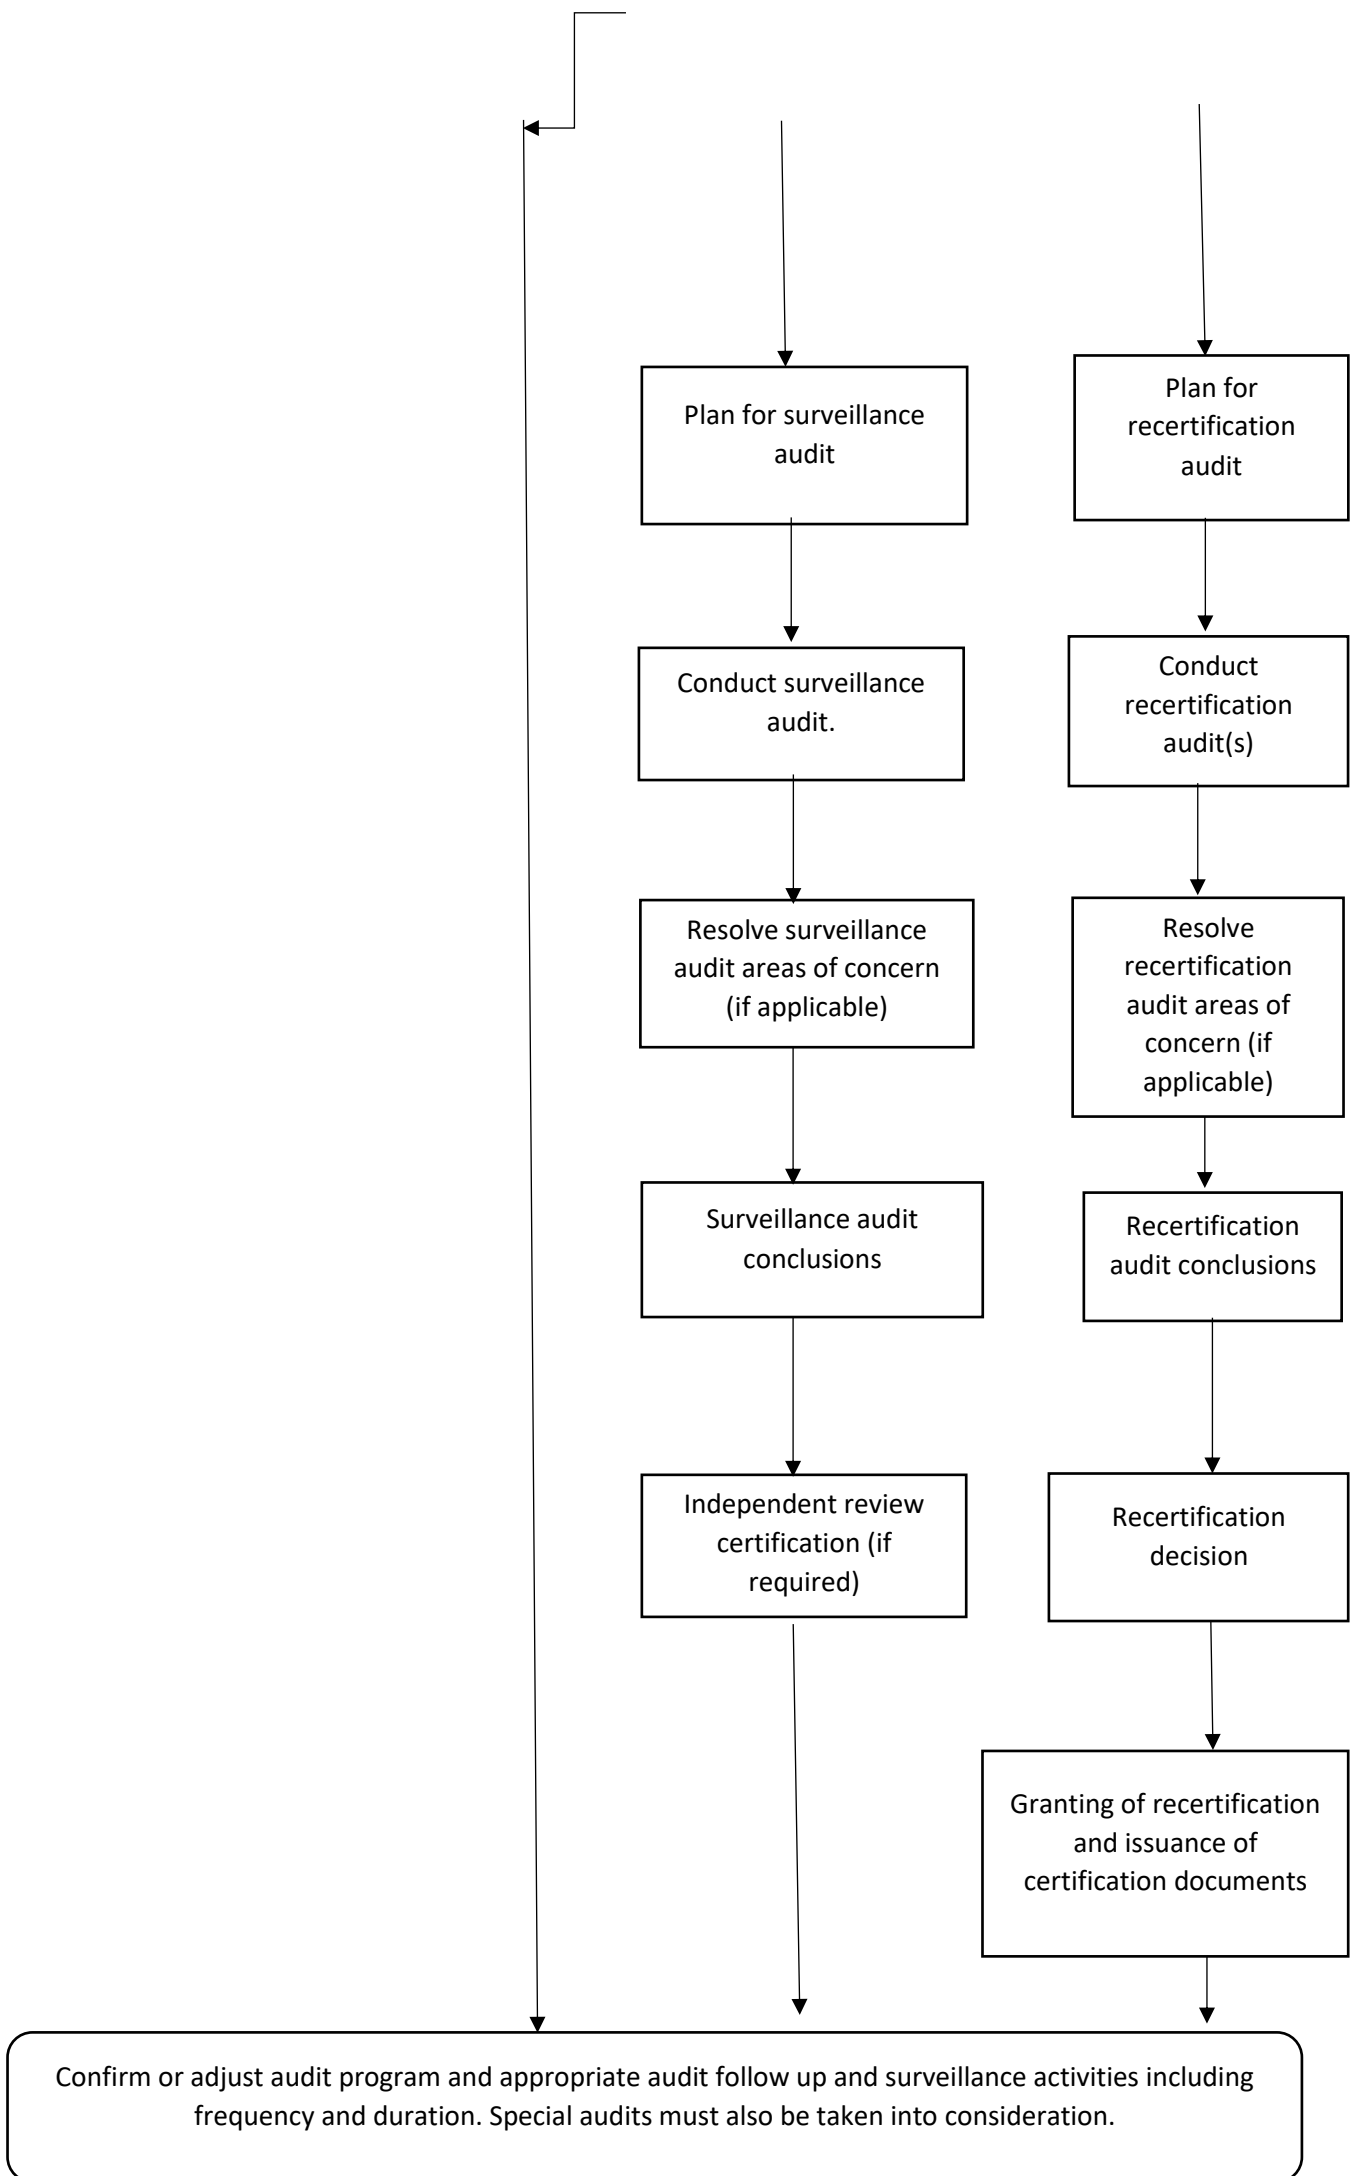 Plan for surveillance
audit
Plan for
recertification
audit
Conduct surveillance
audit.
Conduct
recertification
audit(s)
Resolve surveillance
audit areas of concern
(if applicable)
Resolve
recertification
audit areas of
concern (if
applicable)
Surveillance audit
conclusions
Recertification
audit conclusions
Independent review
certification (if
required)
Recertification
decision
Granting of recertification
and issuance of
certification documents
Confirm or adjust audit program and appropriate audit follow up and surveillance activities including
frequency and duration. Special audits must also be taken into consideration.